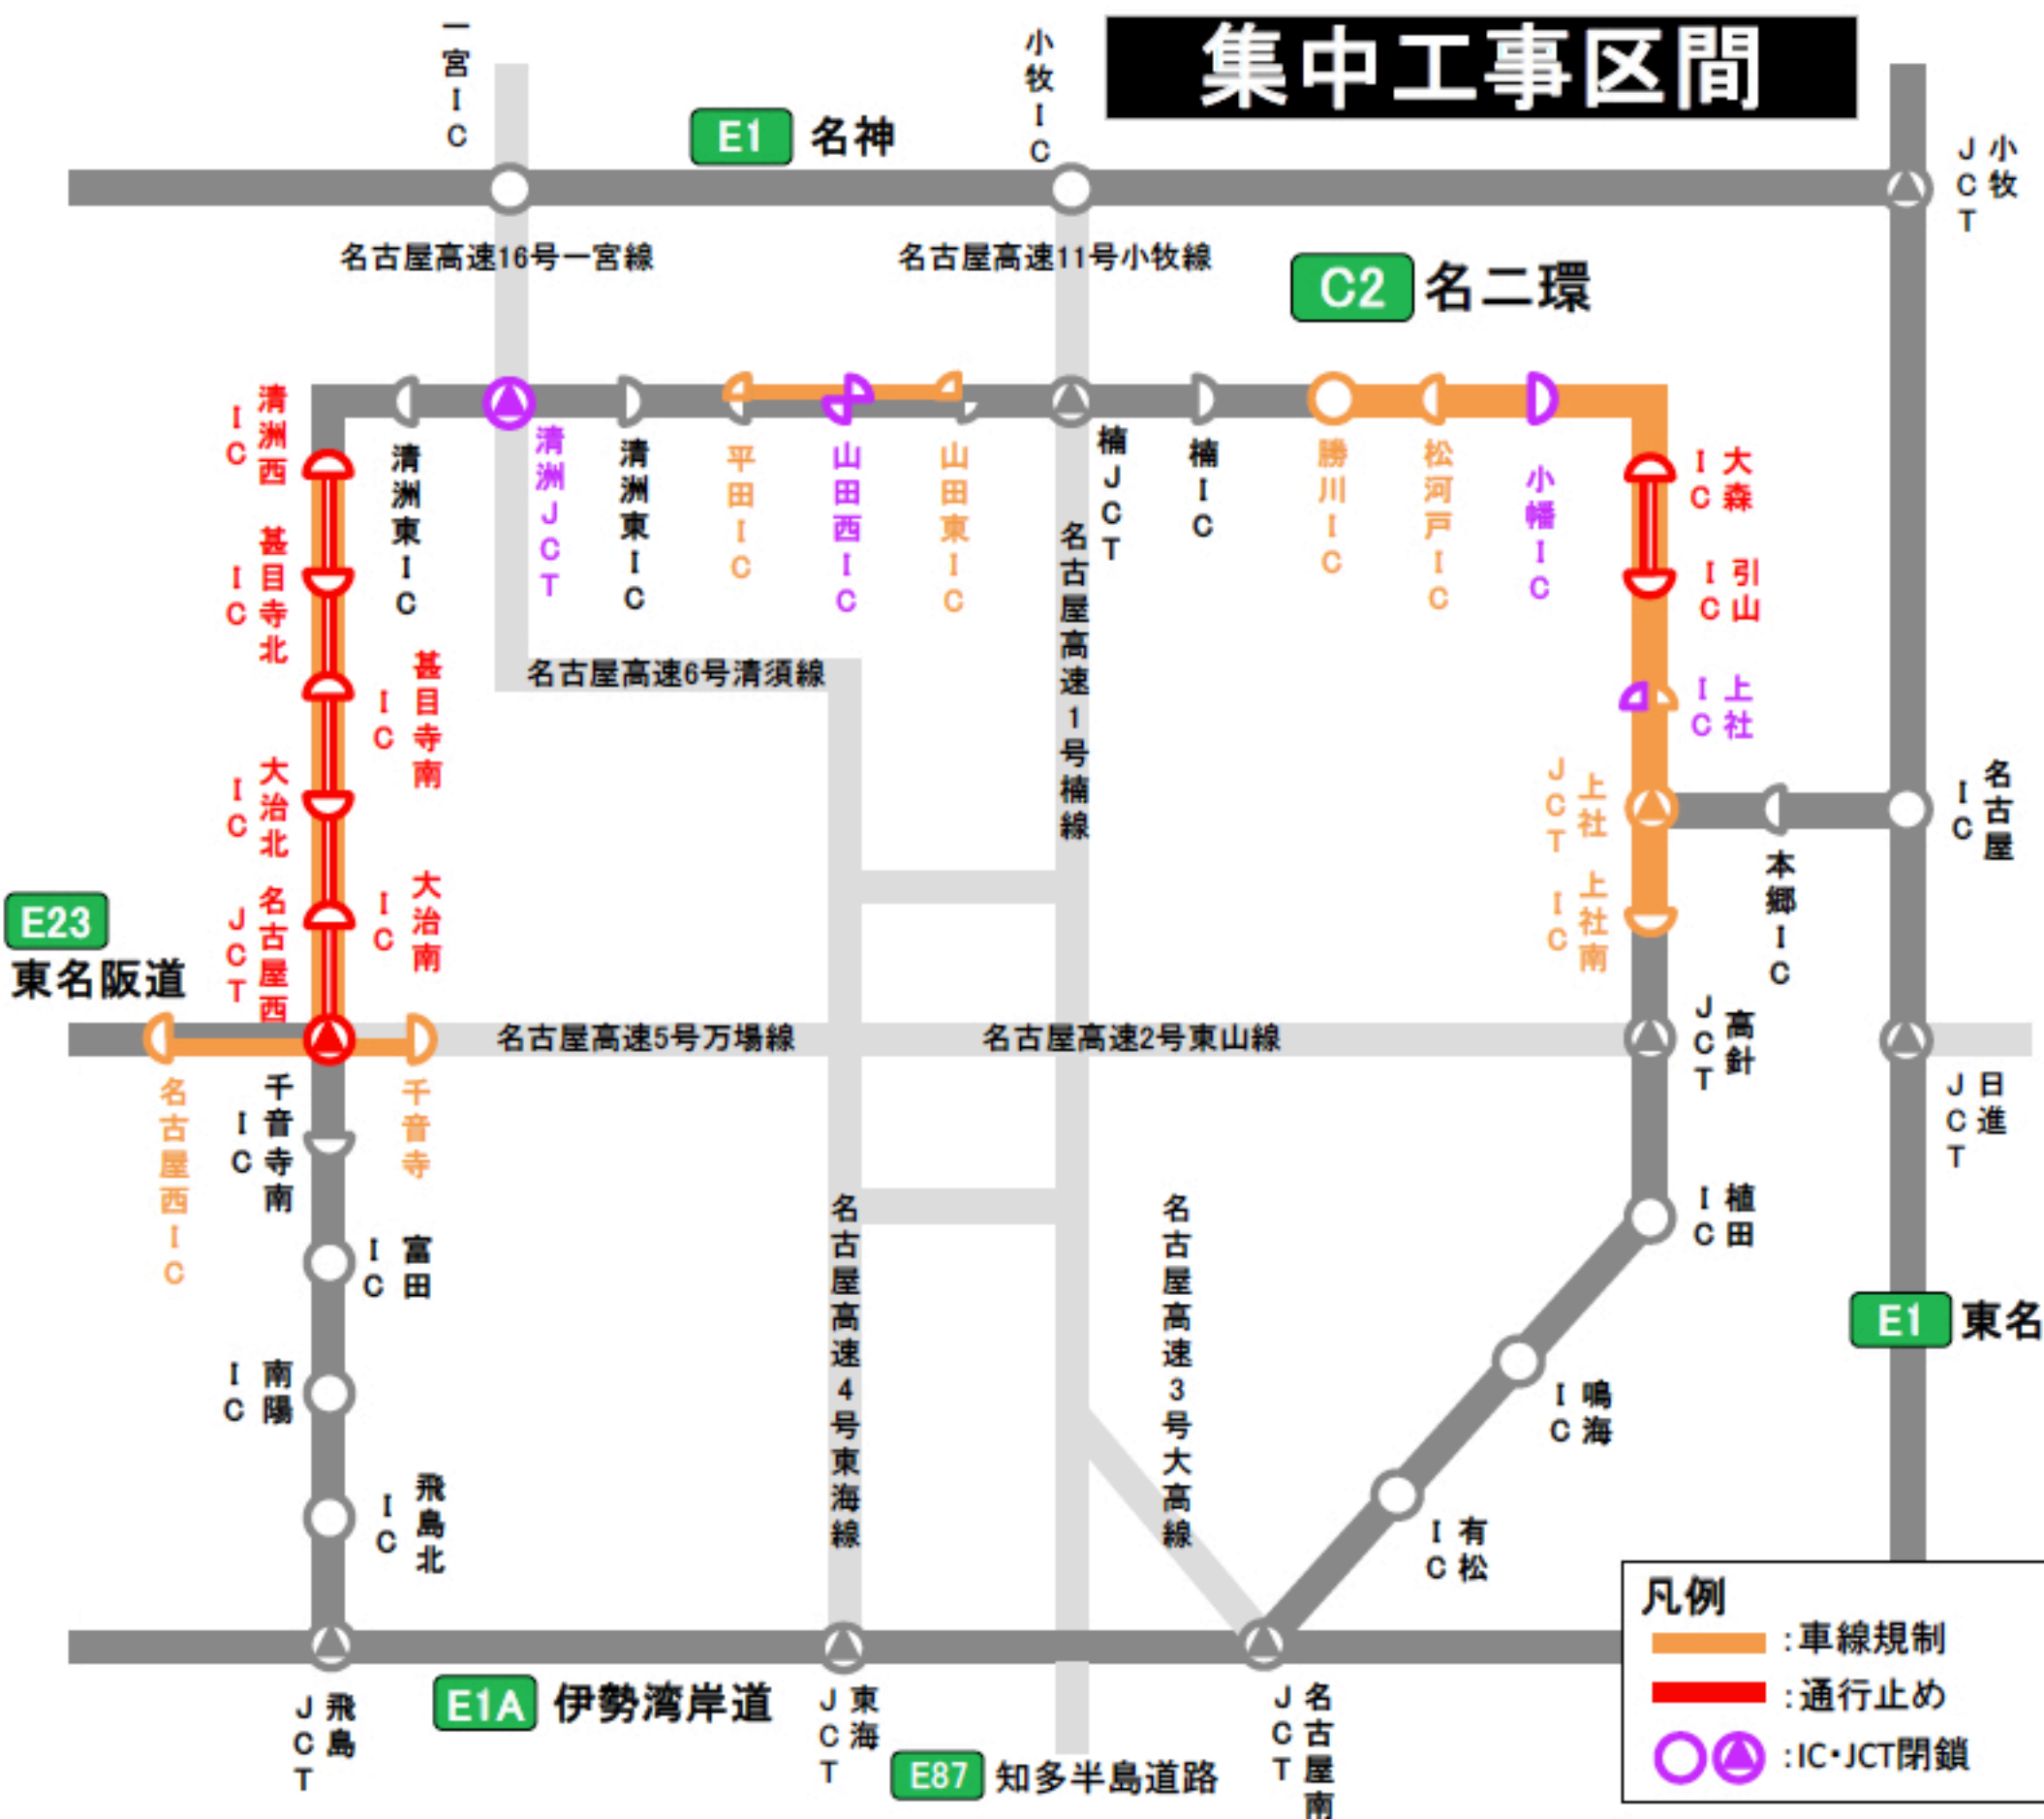 集中工事区間
一宮IC
小牧IC
E1 名神
小牧JCT
名古屋高速16号一宮線
名古屋高速11号小牧線
C2 名二環
清洲西IC
清洲東IC
清洲JCT
清洲東IC
平田IC
山田西IC
山田東IC
楠JCT
楠IC
勝川IC
松河戸IC
小幡IC
大森IC
甚目寺北IC
引山IC
名古屋高速6号清須線
名古屋高速1号楠線
甚目寺南IC
上社IC
大治北IC
上社JCT
名古屋IC
本郷IC
大治南IC
上社南IC
名古屋西JCT
E23
東名阪道
名古屋高速5号万場線
名古屋高速2号東山線
高針JCT
日進JCT
名古屋西IC
千音寺南IC
千音寺
富田IC
名古屋高速4号東海線
名古屋高速3号大高線
植田IC
E1 東名
南陽IC
鳴海IC
飛島北IC
有松IC
飛島JCT
E1A 伊勢湾岸道
東海JCT
E87 知多半島道路
名古屋南JCT
凡例
:車線規制
:通行止め
:IC・JCT閉鎖